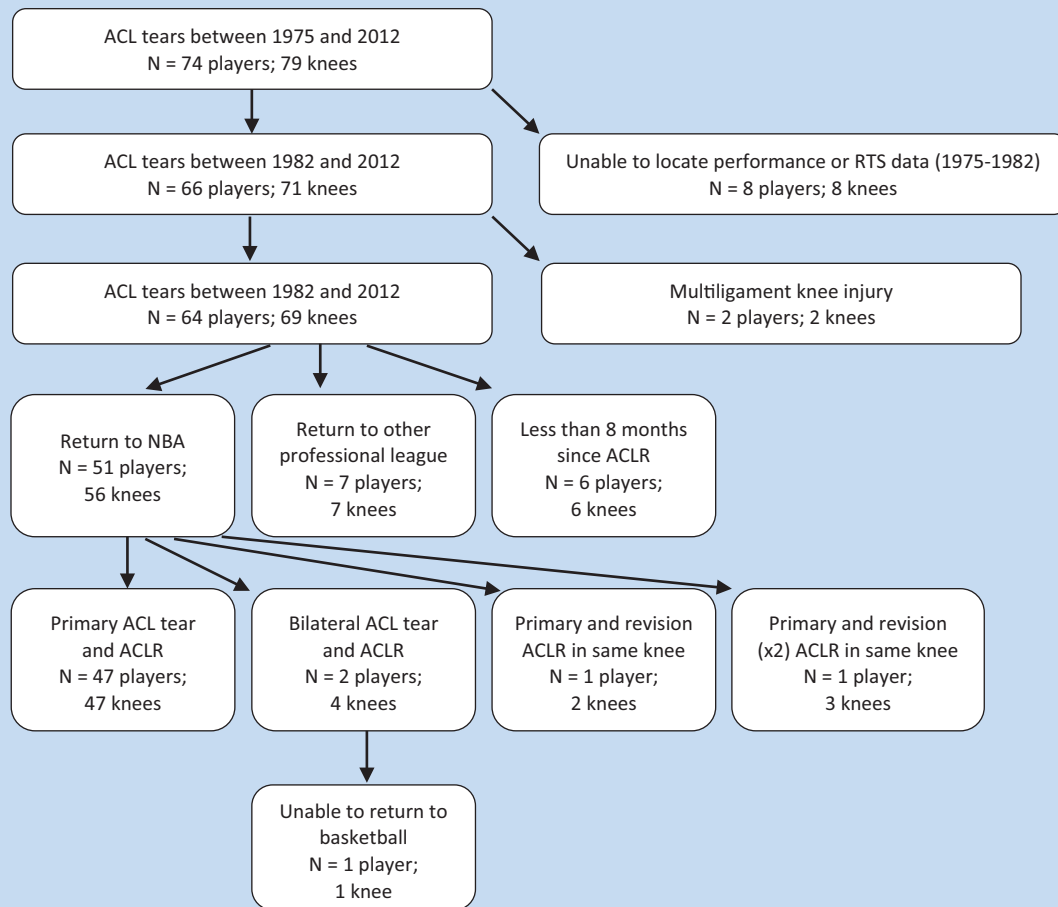 ACL tears between 1975 and 2012
N = 74 players; 79 knees
ACL tears between 1982 and 2012
N = 66 players; 71 knees
Unable to locate performance or RTS data (1975-1982)
N = 8 players; 8 knees
ACL tears between 1982 and 2012
N = 64 players; 69 knees
Multiligament knee injury
N = 2 players; 2 knees
Return to NBA
N = 51 players;
56 knees
Return to other
professional league
N = 7 players;
7 knees
Less than 8 months
since ACLR
N = 6 players;
6 knees
Primary ACL tear
and ACLR
N = 47 players;
47 knees
Bilateral ACL tear
and ACLR
N = 2 players;
4 knees
Primary and revision
ACLR in same knee
N = 1 player;
2 knees
Primary and revision
(x2) ACLR in same knee
N = 1 player;
3 knees
Unable to return to
basketball
N = 1 player;
1 knee